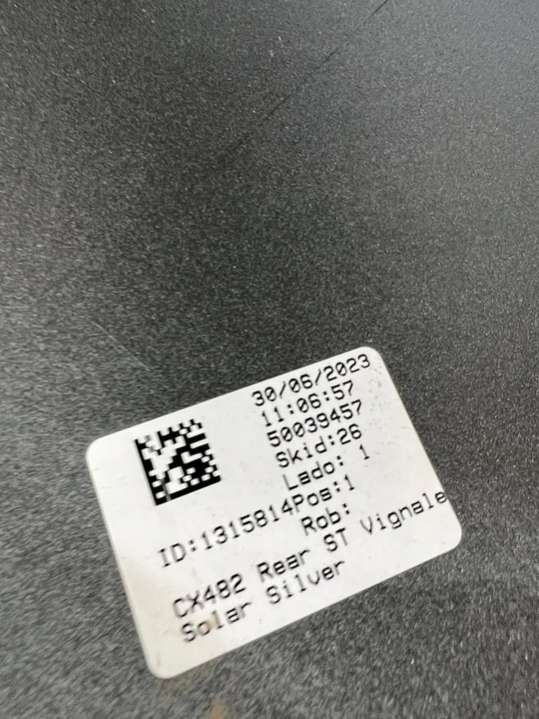 30/06/2023
11:06:57
50039457
Skid:26
Lado: 1
ID:1315814Pos:1
Rob:
CX482 Rear ST Vignale
Solar Silver